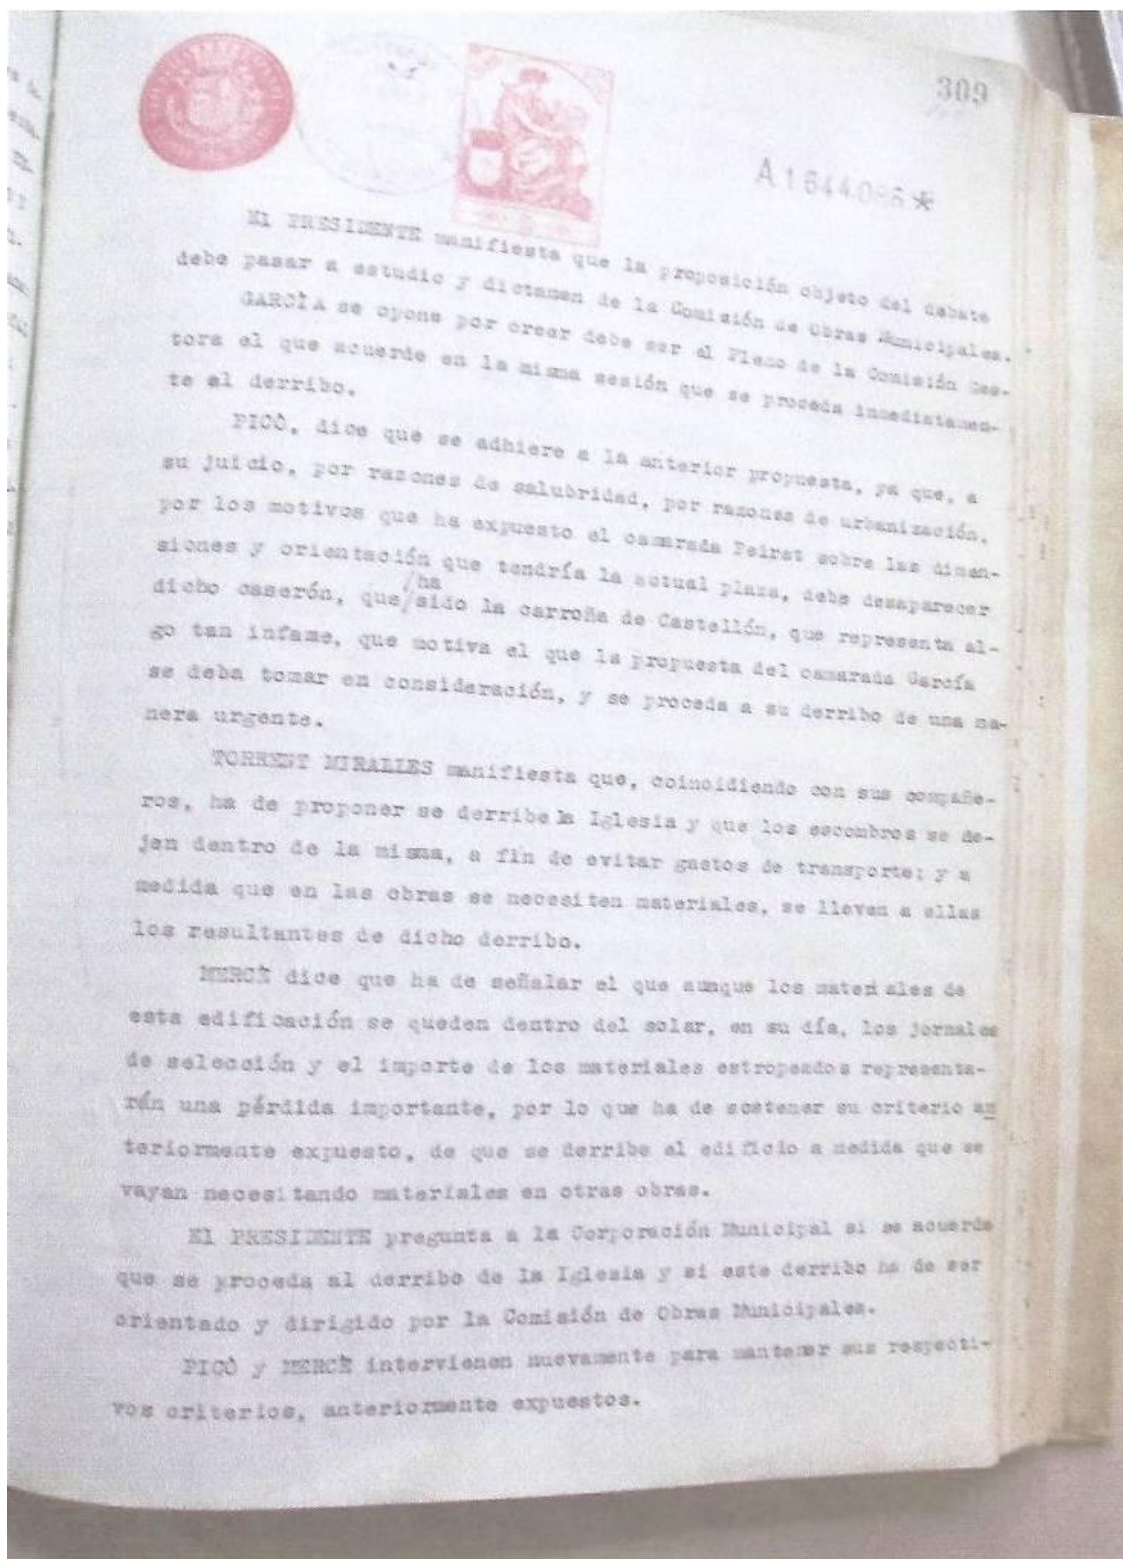 309
A1644086*
El PRESIDENTE manifiesta que la proposición objeto del debate
debe pasar a estudio y dictamen de la Comisión de Obras Municipales.
GARCÌA se opone por creer debe ser el Pleno de la Comisión Ges-
tora el que acuerde en la misma sesión que se proceda inmediatamen-
te al derribo.
PICÒ, dice que se adhiere a la anterior propuesta, ya que, a
su juicio, por razones de salubridad, por razones de urbanización,
por los motivos que ha expuesto el camarada Peirat sobre las dimen-
siones y orientación que tendría la actual plaza, debe desaparecer
dicho caserón, que /ha/ sido la carroña de Castellón, que representa al-
go tan infame, que motiva el que la propuesta del camarada García
se deba tomar en consideración, y se proceda a su derribo de una ma-
nera urgente.
TORRENT MIRALLES manifiesta que, coincidiendo con sus compañe-
ros, ha de proponer se derribe la Iglesia y que los escombros se de-
jen dentro de la misma, a fin de evitar gastos de transporte; y a
medida que en las obras se necesiten materiales, se lleven a ellas
los resultantes de dicho derribo.
MERCÈ dice que ha de señalar el que aunque los materiales de
esta edificación se queden dentro del solar, en su día, los jornales
de selección y el importe de los materiales estropeados representa-
rán una pérdida importante, por lo que ha de sostener su criterio an
teriormente expuesto, de que se derribe el edificio a medida que se
vayan necesitando materiales en otras obras.
El PRESIDENTE pregunta a la Corporación Municipal si se acuerda
que se proceda al derribo de la Iglesia y si este derribo ha de ser
orientado y dirigido por la Comisión de Obras Municipales.
PICÒ y MERCÈ intervienen nuevamente para mantener sus respecti-
vos criterios, anteriormente expuestos.